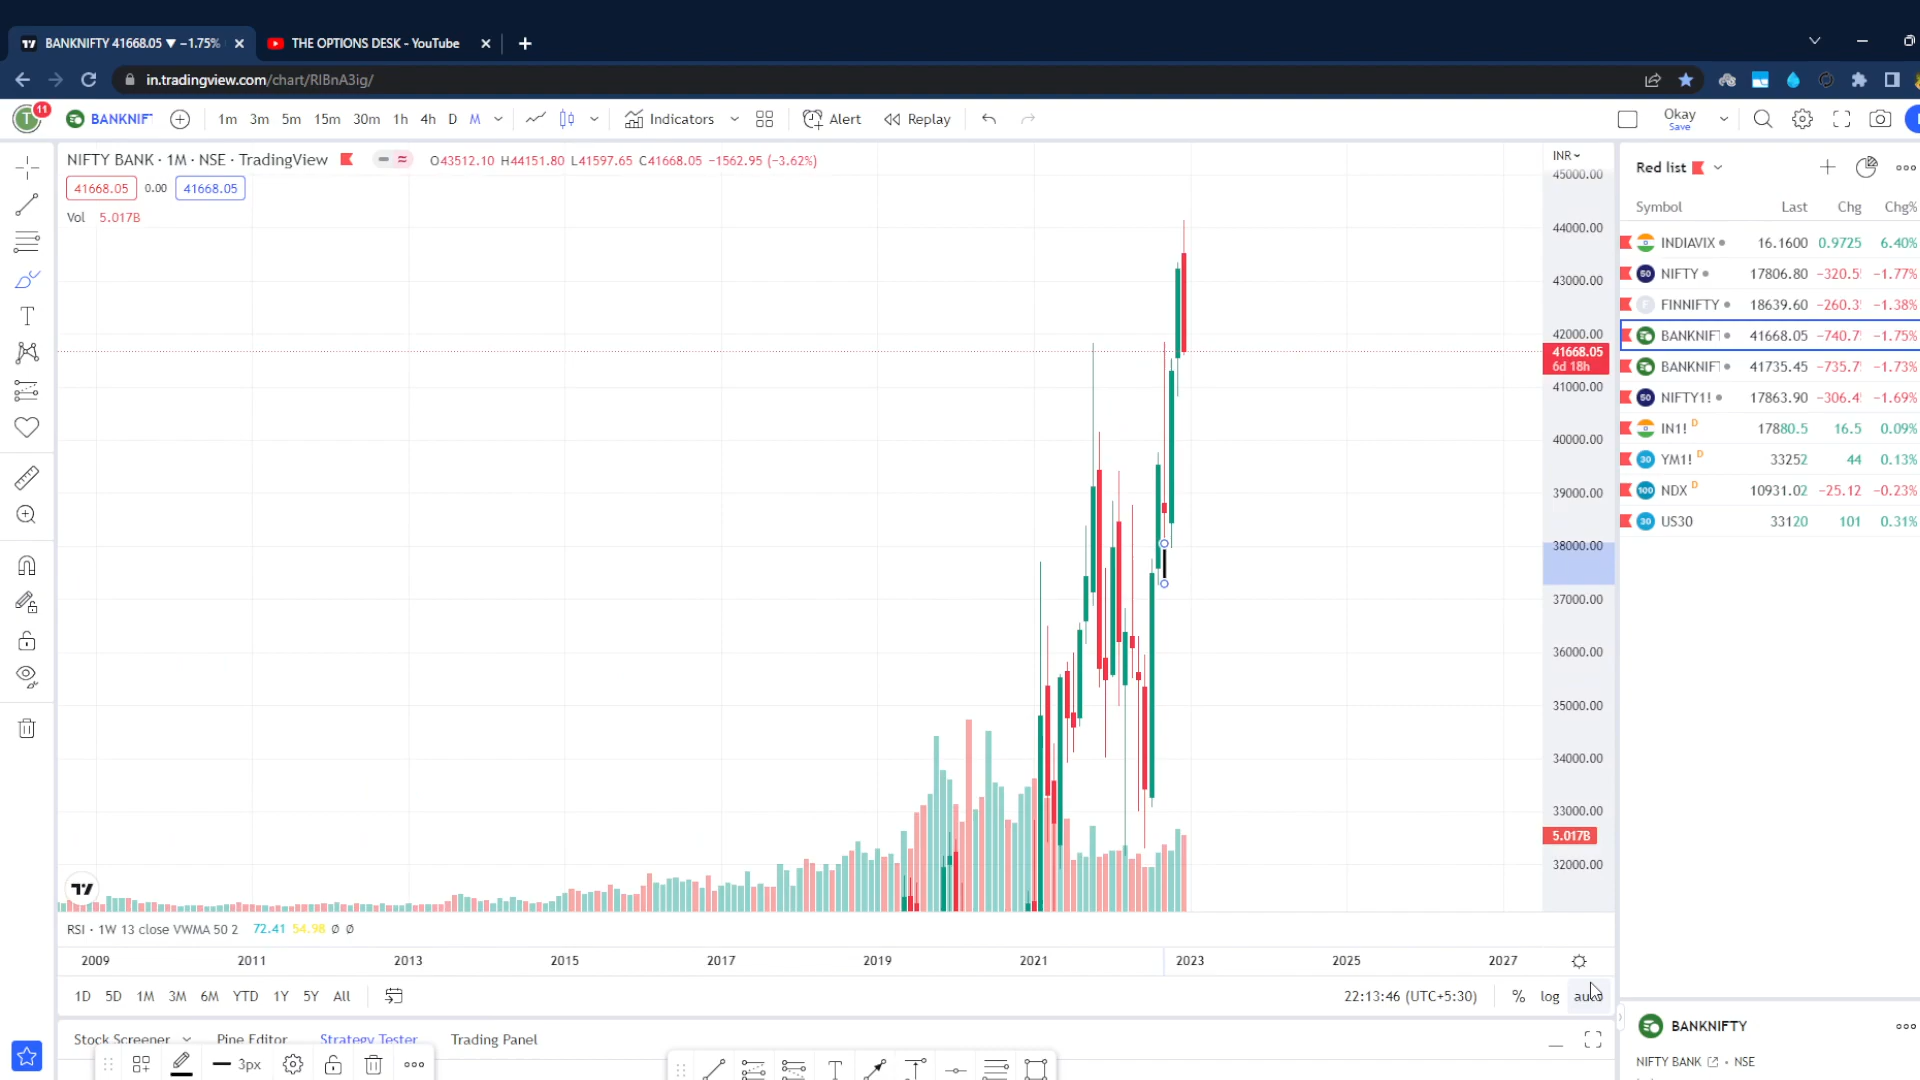 BANKNIFTY 41668.05 ▼ −1.75%
THE OPTIONS DESK - YouTube
in.tradingview.com/chart/RIBnA3ig/
T 11 BANKNIF 1m 3m 5m 15m 30m 1h 4h D M Indicators Alert Replay Okay
Save
NIFTY BANK · 1M · NSE · TradingView O43512.10 H44151.80 L41597.65 C41668.05 −1562.95 (−3.62%)
41668.05 0.00 41668.05
Vol 5.017B
INR
45000.00
44000.00
43000.00
42000.00
41668.05
6d 18h
41000.00
40000.00
39000.00
38000.00
37000.00
36000.00
35000.00
34000.00
33000.00
5.017B
32000.00
RSI · 1W 13 close VWMA 50 2 72.41 54.98 Ø Ø
2009 2011 2013 2015 2017 2019 2021 2023 2025 2027
1D 5D 1M 3M 6M YTD 1Y 5Y All 22:13:46 (UTC+5:30) % log auto
Stock Screener Pine Editor Strategy Tester Trading Panel
3px
Red list
Symbol Last Chg Chg%
INDIAVIX 16.1600 0.9725 6.40%
50 NIFTY 17806.80 −320.5 −1.77%
F FINNIFTY 18639.60 −260.3 −1.38%
BANKNIF 41668.05 −740.7 −1.75%
BANKNIF 41735.45 −735.7 −1.73%
50 NIFTY1! 17863.90 −306.4 −1.69%
IN1! D 17880.5 16.5 0.09%
30 YM1! D 33252 44 0.13%
100 NDX D 10931.02 −25.12 −0.23%
30 US30 33120 101 0.31%
BANKNIFTY
NIFTY BANK · NSE